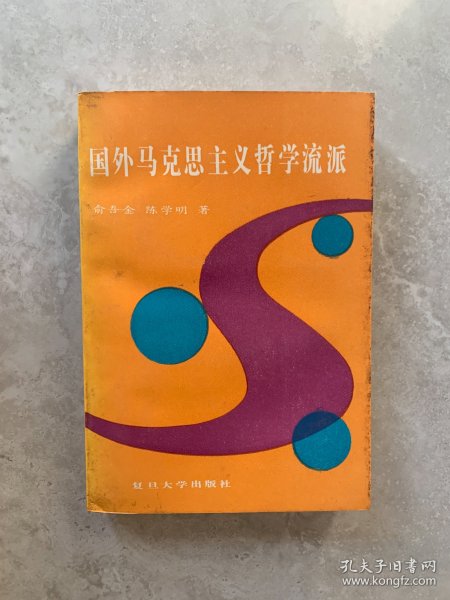 国外马克思主义哲学流派
俞吾金 陈学明 著
复旦大学出版社
孔夫子旧书网
www.kongfz.com